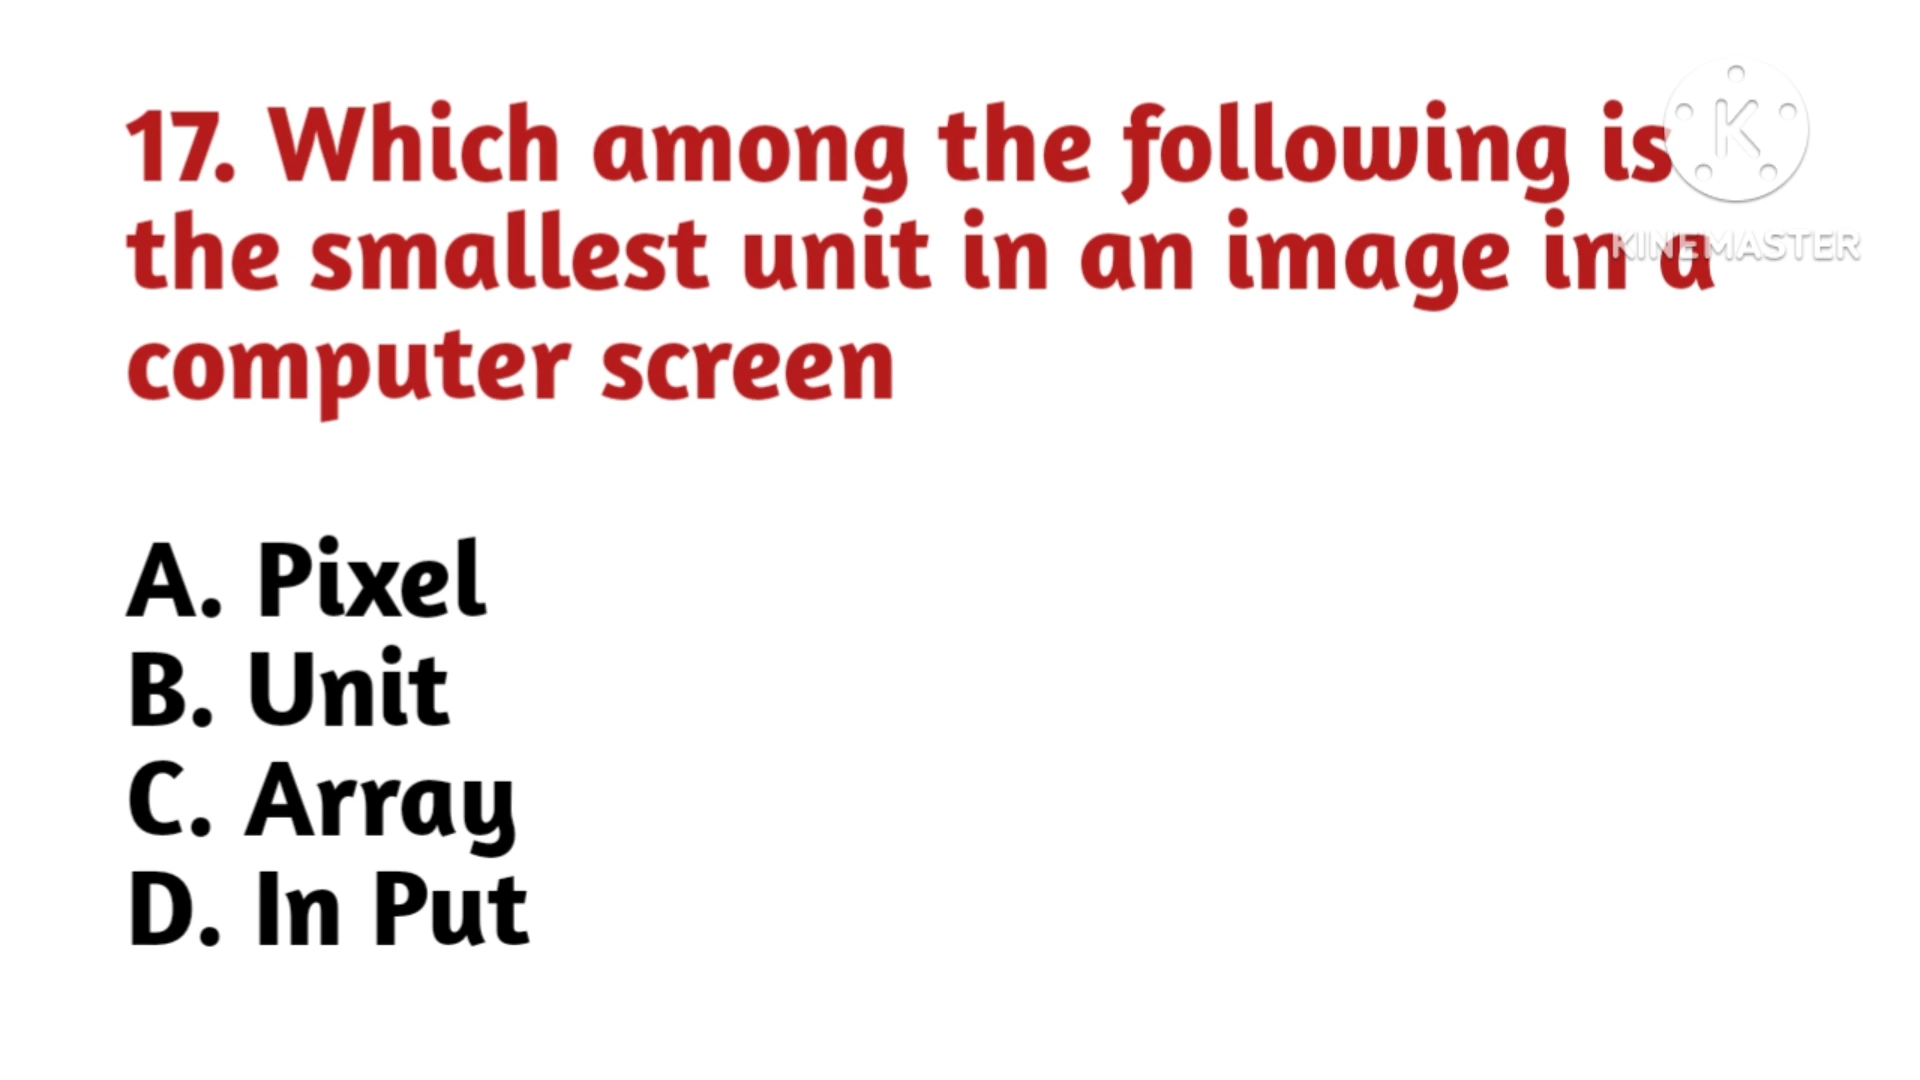 17. Which among the following is
the smallest unit in an image in a
computer screen
K
KINEMASTER
A. Pixel
B. Unit
C. Array
D. In Put